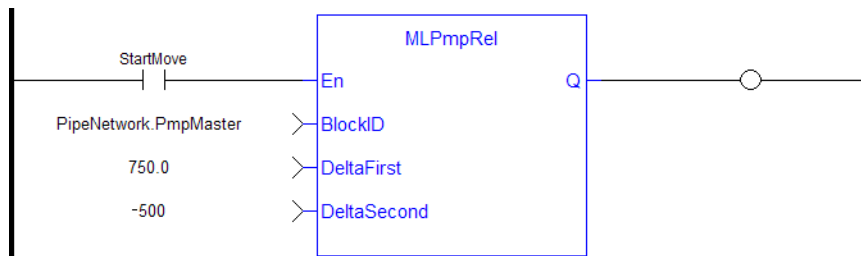 MLPmpRel
StartMove
En
Q
PipeNetwork.PmpMaster
BlockID
750.0
DeltaFirst
-500
DeltaSecond